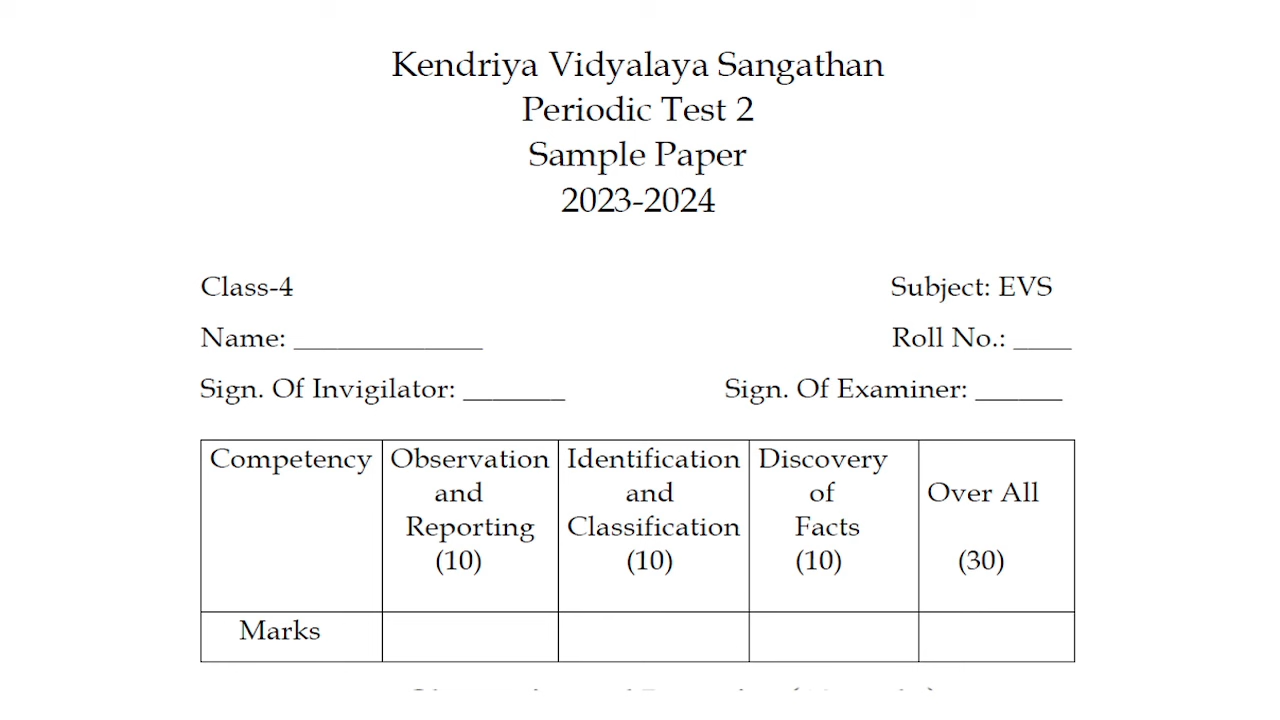 Kendriya Vidyalaya Sangathan
Periodic Test 2
Sample Paper
2023-2024
Class-4 Subject: EVS
Name: _____________ Roll No.: ____
Sign. Of Invigilator: _______ Sign. Of Examiner: ______
Competency Observation Identification Discovery
and and of Over All
Reporting Classification Facts
(10) (10) (10) (30)
Marks